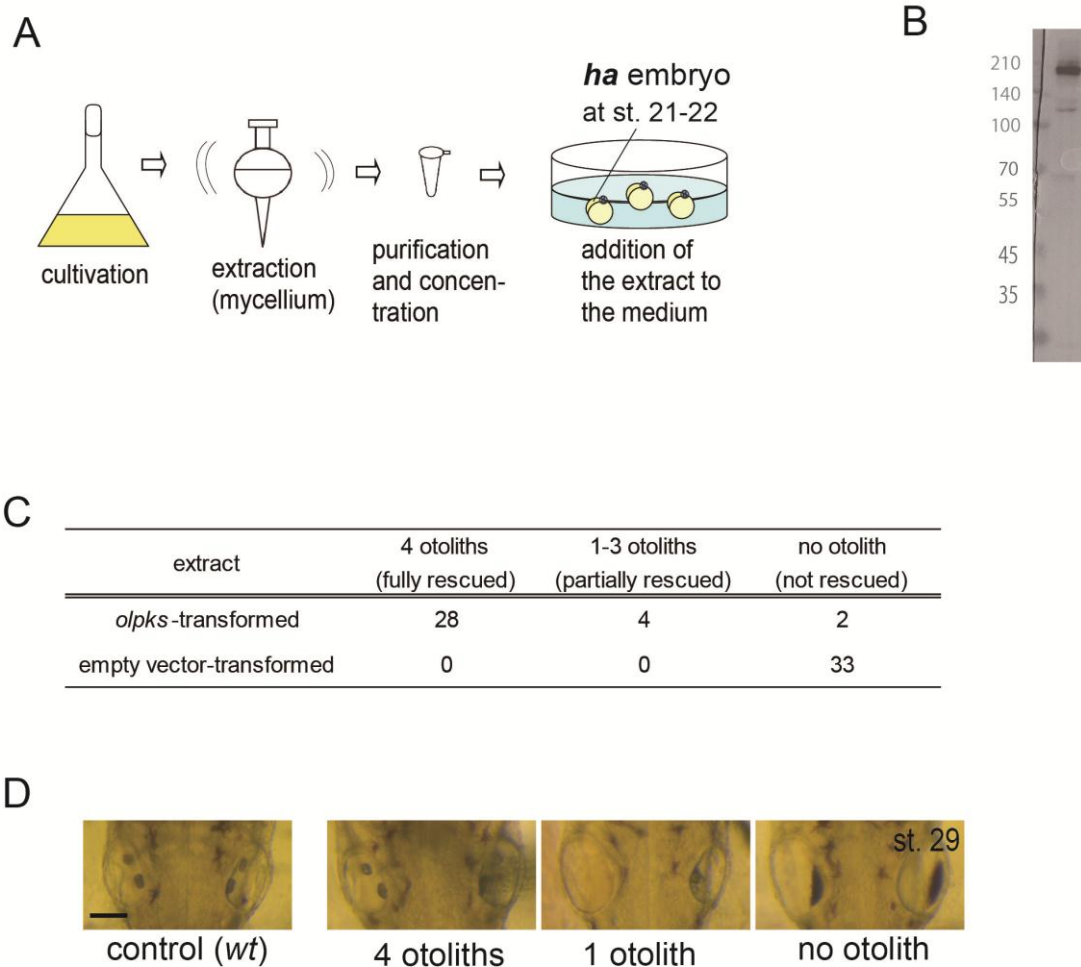 A
ha embryo
at st. 21-22
cultivation
extraction
(mycellium)
purification
and concen-
tration
addition of
the extract to
the medium
B
210
140
100
70
55
45
35
C
extract
4 otoliths
(fully rescued)
1-3 otoliths
(partially rescued)
no otolith
(not rescued)
olpks-transformed 28 4 2
empty vector-transformed 0 0 33
D
st. 29
control (wt)
4 otoliths
1 otolith
no otolith